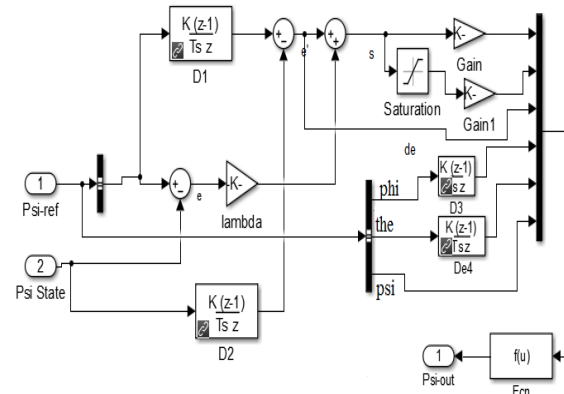 K (z-1)
Ts z
D1
+
-
e'
+
+
s
K-
Gain
Saturation
K-
Gain1
de
1
Psi-ref
+
-
e
-K-
lambda
phi
K (z-1)
s z
D3
the
K (z-1)
Tsz
De4
psi
2
Psi State
K (z-1)
Ts z
D2
1
Psi-out
f(u)
Fcn